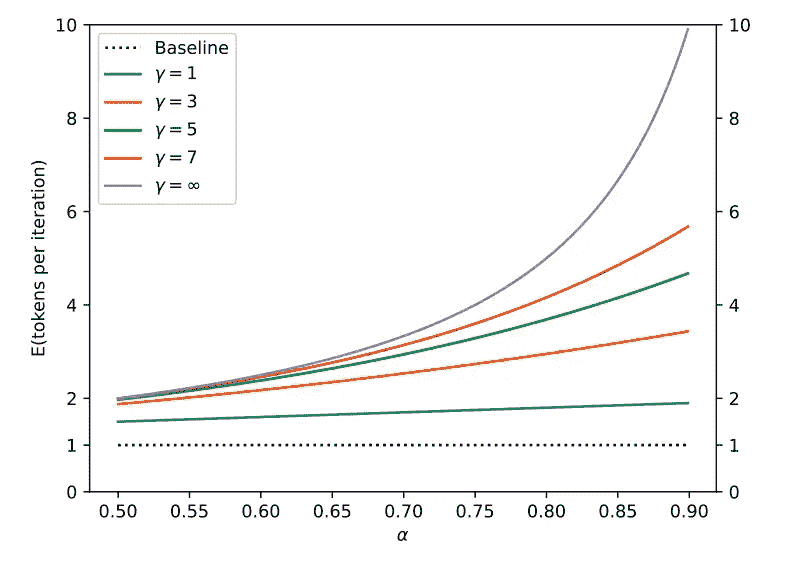 10
8
6
4
2
1
0
E(tokens per iteration)
Baseline
γ = 1
γ = 3
γ = 5
γ = 7
γ = ∞
10
8
6
4
2
1
0
0.50 0.55 0.60 0.65 0.70 0.75 0.80 0.85 0.90
α